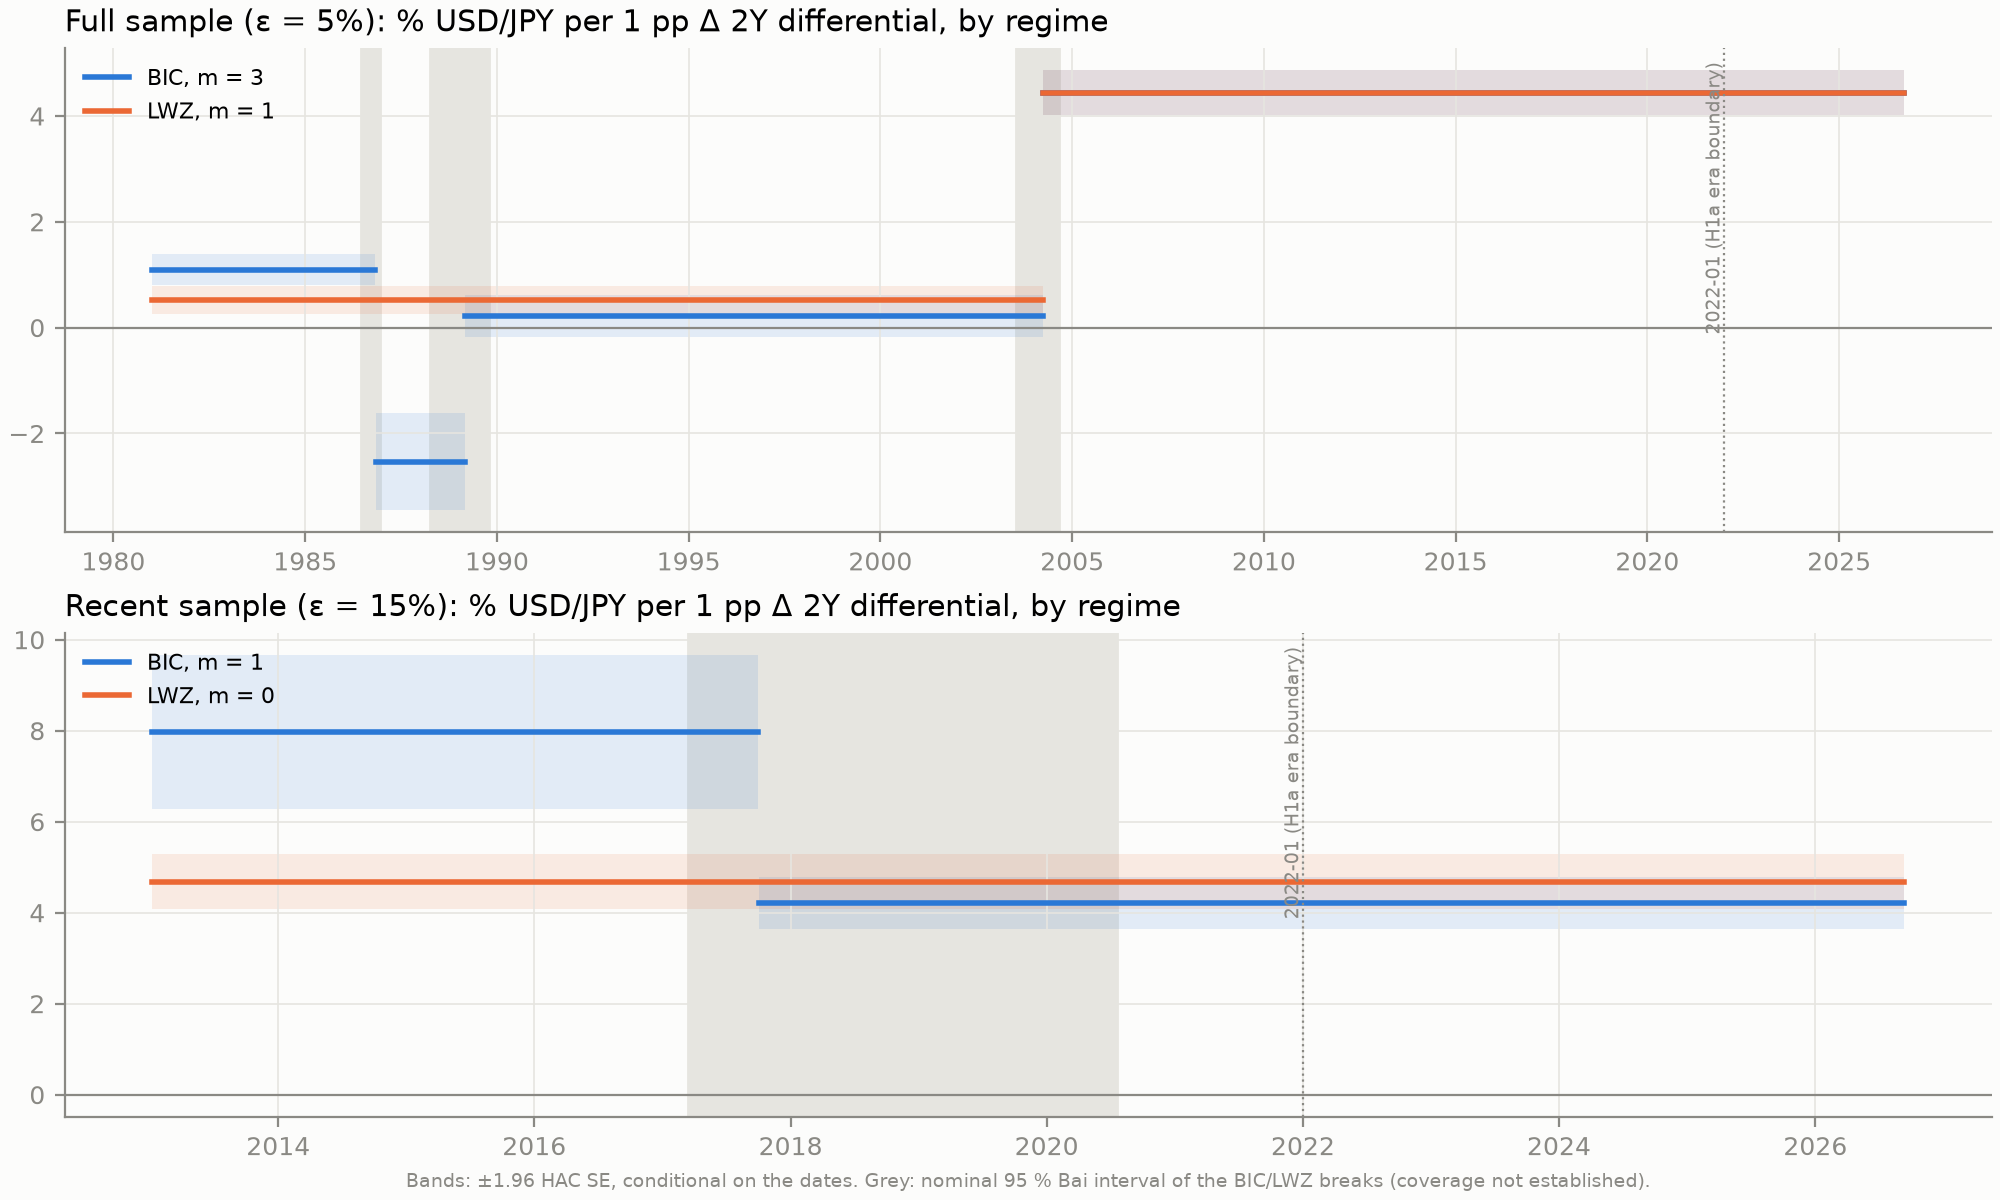 Full sample (ε = 5%): % USD/JPY per 1 pp Δ 2Y differential, by regime
BIC, m = 3
LWZ, m = 1
4
2
0
−2
2022-01 (H1a era boundary)
1980 1985 1990 1995 2000 2005 2010 2015 2020 2025
Recent sample (ε = 15%): % USD/JPY per 1 pp Δ 2Y differential, by regime
BIC, m = 1
LWZ, m = 0
10
8
6
4
2
0
2022-01 (H1a era boundary)
2014 2016 2018 2020 2022 2024 2026
Bands: ±1.96 HAC SE, conditional on the dates. Grey: nominal 95 % Bai interval of the BIC/LWZ breaks (coverage not established).